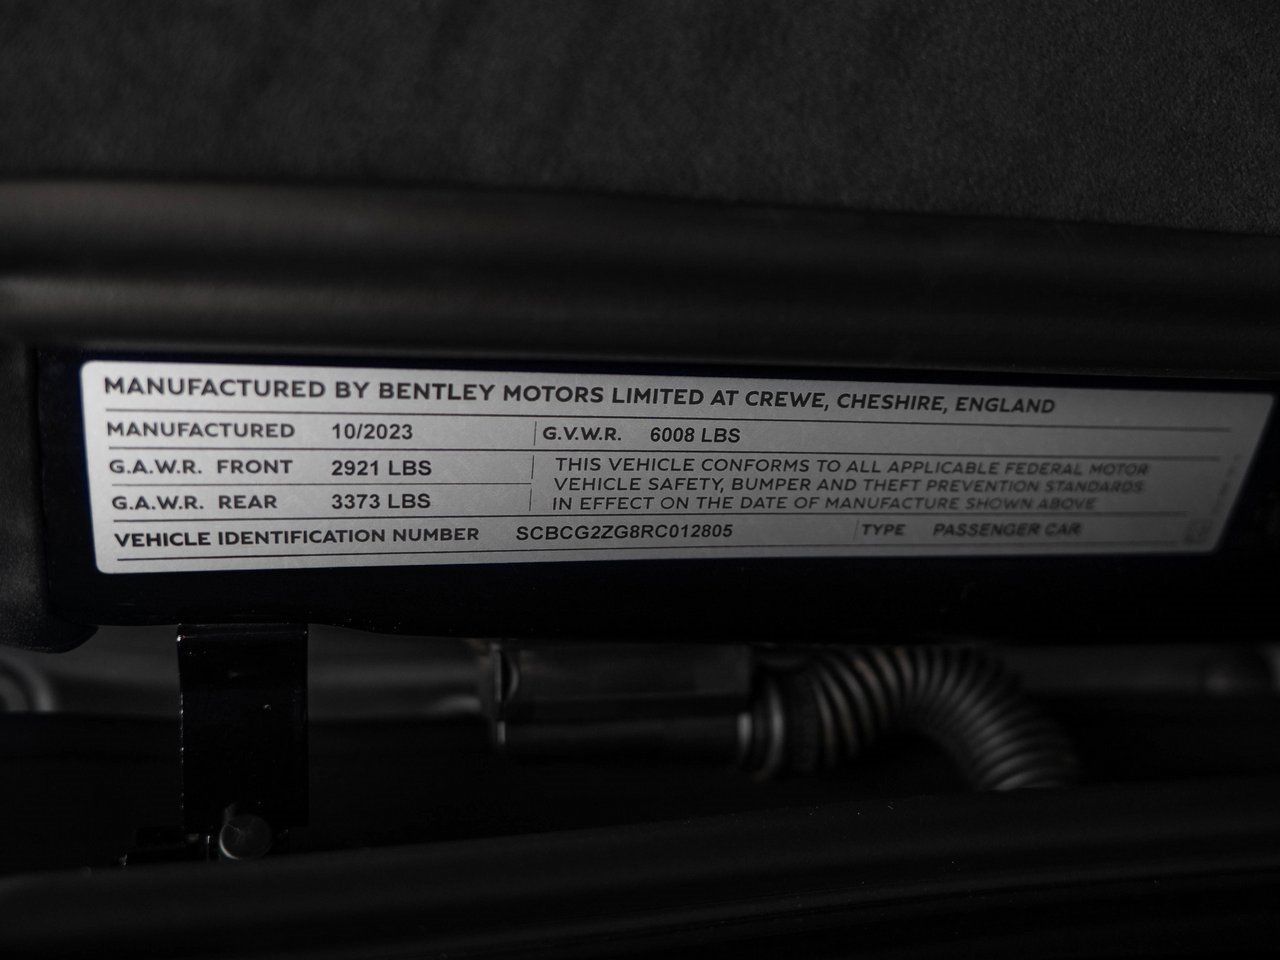 MANUFACTURED BY BENTLEY MOTORS LIMITED AT CREWE, CHESHIRE, ENGLAND
MANUFACTURED 10/2023 G.V.W.R. 6008 LBS
G.A.W.R. FRONT 2921 LBS
THIS VEHICLE CONFORMS TO ALL APPLICABLE FEDERAL MOTOR
VEHICLE SAFETY, BUMPER AND THEFT PREVENTION STANDARDS
IN EFFECT ON THE DATE OF MANUFACTURE SHOWN ABOVE
G.A.W.R. REAR 3373 LBS
VEHICLE IDENTIFICATION NUMBER SCBCG2ZG8RC012805 TYPE PASSENGER CAR